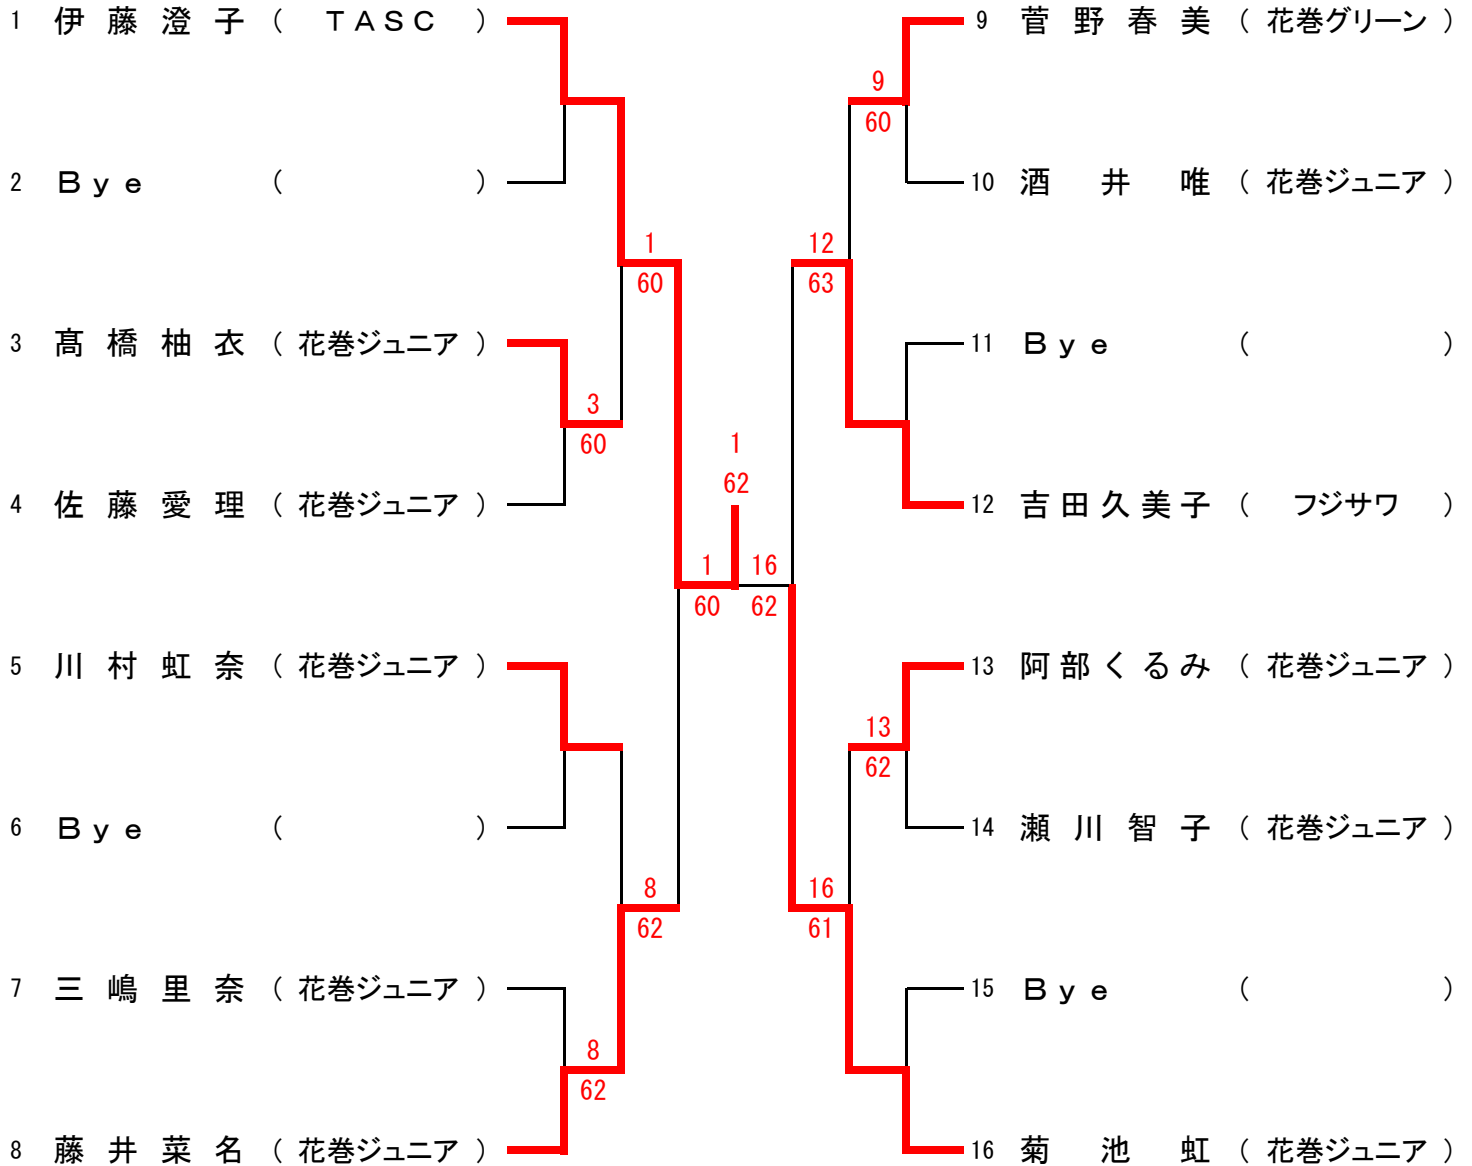 1 伊藤澄子 ( TASC )
2 Bye ( )
3 髙橋柚衣 ( 花巻ジュニア )
3
60
4 佐藤愛理 ( 花巻ジュニア )
1
60
5 川村虹奈 ( 花巻ジュニア )
6 Bye ( )
8
62
7 三嶋里奈 ( 花巻ジュニア )
8
62
8 藤井菜名 ( 花巻ジュニア )
1
62
1
60
16
62
9 菅野春美 ( 花巻グリーン )
9
60
10 酒井唯 ( 花巻ジュニア )
12
63
11 Bye ( )
12 吉田久美子 ( フジサワ )
13 阿部くるみ ( 花巻ジュニア )
13
62
14 瀬川智子 ( 花巻ジュニア )
16
61
15 Bye ( )
16 菊池虹 ( 花巻ジュニア )